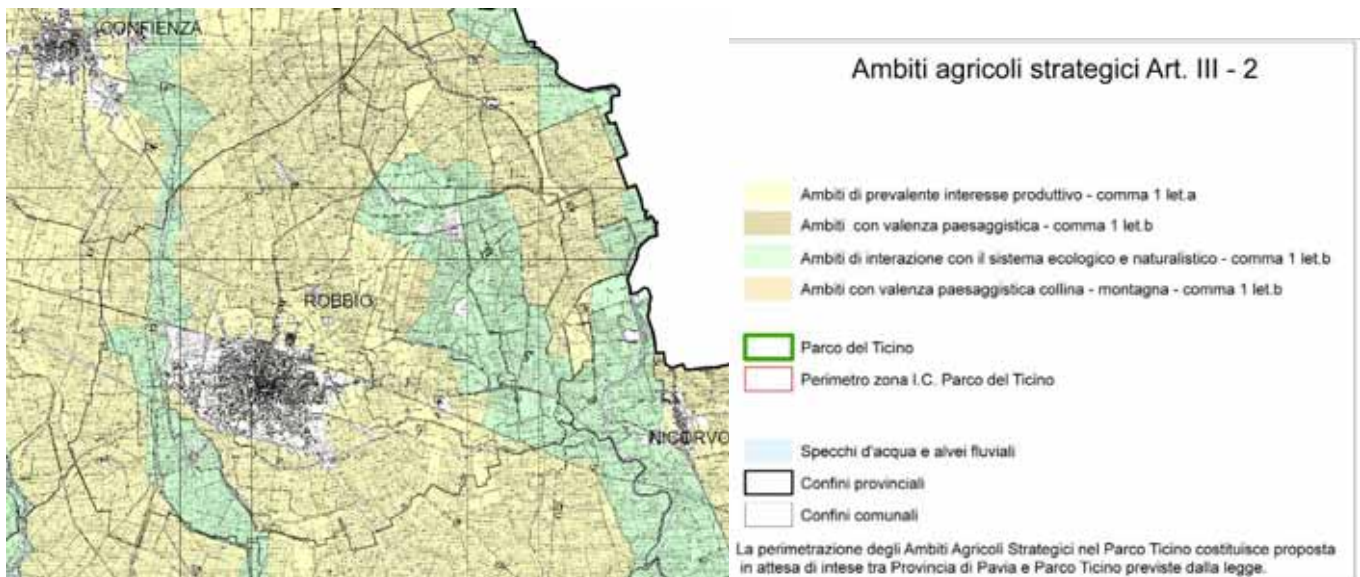 CONFIENZA
ROBBIO
NICORVO
Ambiti agricoli strategici Art. III - 2
Ambiti di prevalente interesse produttivo - comma 1 let.a
Ambiti con valenza paesaggistica - comma 1 let.b
Ambiti di interazione con il sistema ecologico e naturalistico - comma 1 let.b
Ambiti con valenza paesaggistica collina - montagna - comma 1 let.b
Parco del Ticino
Perimetro zona I.C. Parco del Ticino
Specchi d'acqua e alvei fluviali
Confini provinciali
Confini comunali
La perimetrazione degli Ambiti Agricoli Strategici nel Parco Ticino costituisce proposta
in attesa di intese tra Provincia di Pavia e Parco Ticino previste dalla legge.